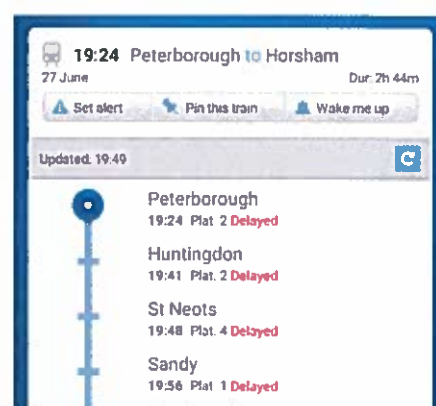 19:24 Peterborough to Horsham
27 June Dur: 2h 44m
Set alert Pin this train Wake me up
Updated: 19:49
Peterborough
19:24 Plat 2 Delayed
Huntingdon
19:41 Plat. 2 Delayed
St Neots
19:48 Plat. 4 Delayed
Sandy
19:56 Plat 1 Delayed